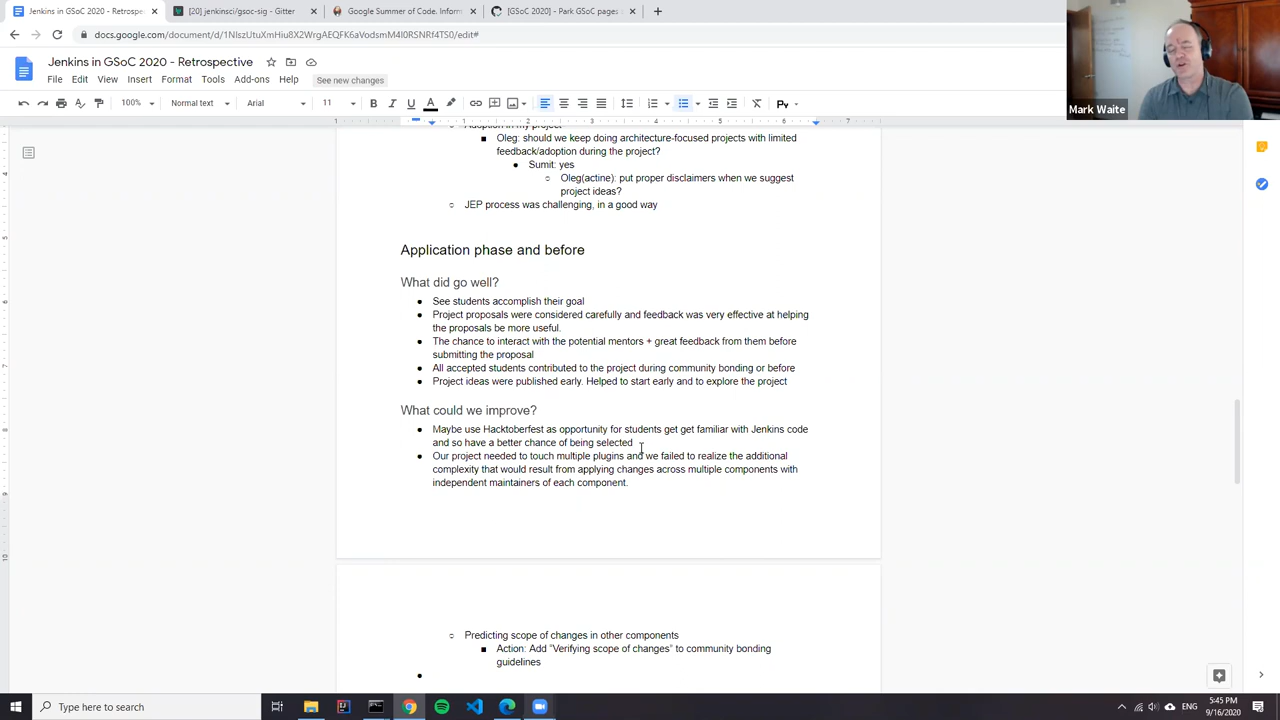 Jenkins in GSoC 2020 - Retrospe
[20] jenkinsci/gsoc-sig - Gitter
Google Summer of Code. Inform
[GSoC 2020] - Park GSoC pages
docs.google.com/document/d/1NIszUtuXmHiu8X2WrgAEQFK6aVodsmM4I0RSNRf4TS0/edit#
Jenkins in GSoC 2020 - Retrospective
File Edit View Insert Format Tools Add-ons Help See new changes
100% Normal text Arial 11
Mark Waite
Adoption in my project
Oleg: should we keep doing architecture-focused projects with limited
feedback/adoption during the project?
Sumit: yes
Oleg(actine): put proper disclaimers when we suggest
project ideas?
JEP process was challenging, in a good way
Application phase and before
What did go well?
See students accomplish their goal
Project proposals were considered carefully and feedback was very effective at helping
the proposals be more useful.
The chance to interact with the potential mentors + great feedback from them before
submitting the proposal
All accepted students contributed to the project during community bonding or before
Project ideas were published early. Helped to start early and to explore the project
What could we improve?
Maybe use Hacktoberfest as opportunity for students get get familiar with Jenkins code
and so have a better chance of being selected
Our project needed to touch multiple plugins and we failed to realize the additional
complexity that would result from applying changes across multiple components with
independent maintainers of each component.
Predicting scope of changes in other components
Action: Add "Verifying scope of changes" to community bonding
guidelines
Type here to search
ENG
5:45 PM
9/16/2020